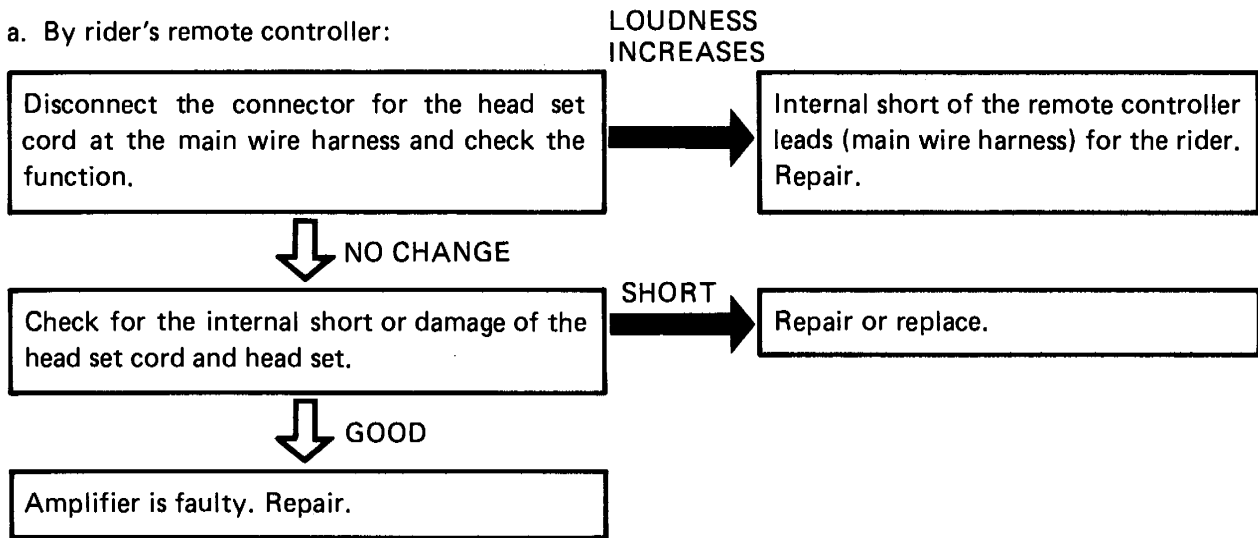 a. By rider's remote controller:
LOUDNESS
INCREASES
Disconnect the connector for the head set
cord at the main wire harness and check the
function.
Internal short of the remote controller
leads (main wire harness) for the rider.
Repair.
NO CHANGE
Check for the internal short or damage of the
head set cord and head set.
SHORT
Repair or replace.
GOOD
Amplifier is faulty. Repair.